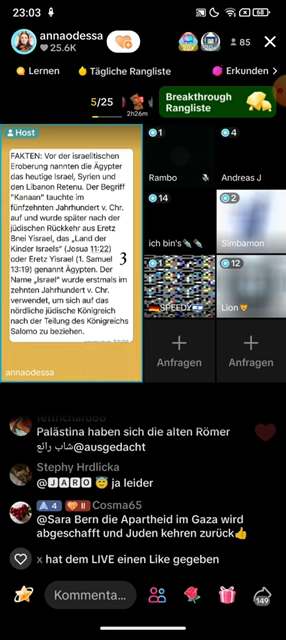 23:03
68
annaodessa
25.6K
85
Lernen
Tägliche Rangliste
Erkunden >
5/25
2h26m
Breakthrough
Rangliste
Host
FAKTEN: Vor der israelitischen
Eroberung nannten die Ägypter
das heutige Israel, Syrien und
den Libanon Retenu. Der Begriff
"Kanaan" tauchte im
fünfzehnten Jahrhundert v. Chr.
auf und wurde später nach der
jüdischen Rückkehr aus Eretz
Bnei Yisrael, das „Land der
Kinder Israels" (Josua 11:22)
oder Eretz Yisrael (1. Samuel
13:19) genannt Ägypten. Der
Name „Israel" wurde erstmals im
zehnten Jahrhundert v. Chr.
verwendet, um sich auf das
nördliche jüdische Königreich
nach der Teilung des Königreichs
Salomo zu beziehen.
3
annaodessa
1
Rambo
4
Andreas J
14
ich bin's
2
Simbamon
1
SPEEDY
12
Lion
Anfragen
Anfragen
Palästina haben sich die alten Römer
ausgedacht@شاب رائع
Stephy Hrdlicka
@JARO ja leider
4
II
Cosma65
@Sara Bern die Apartheid im Gaza wird
abgeschafft und Juden kehren zurück
x hat dem LIVE einen Like gegeben
Kommenta...
149